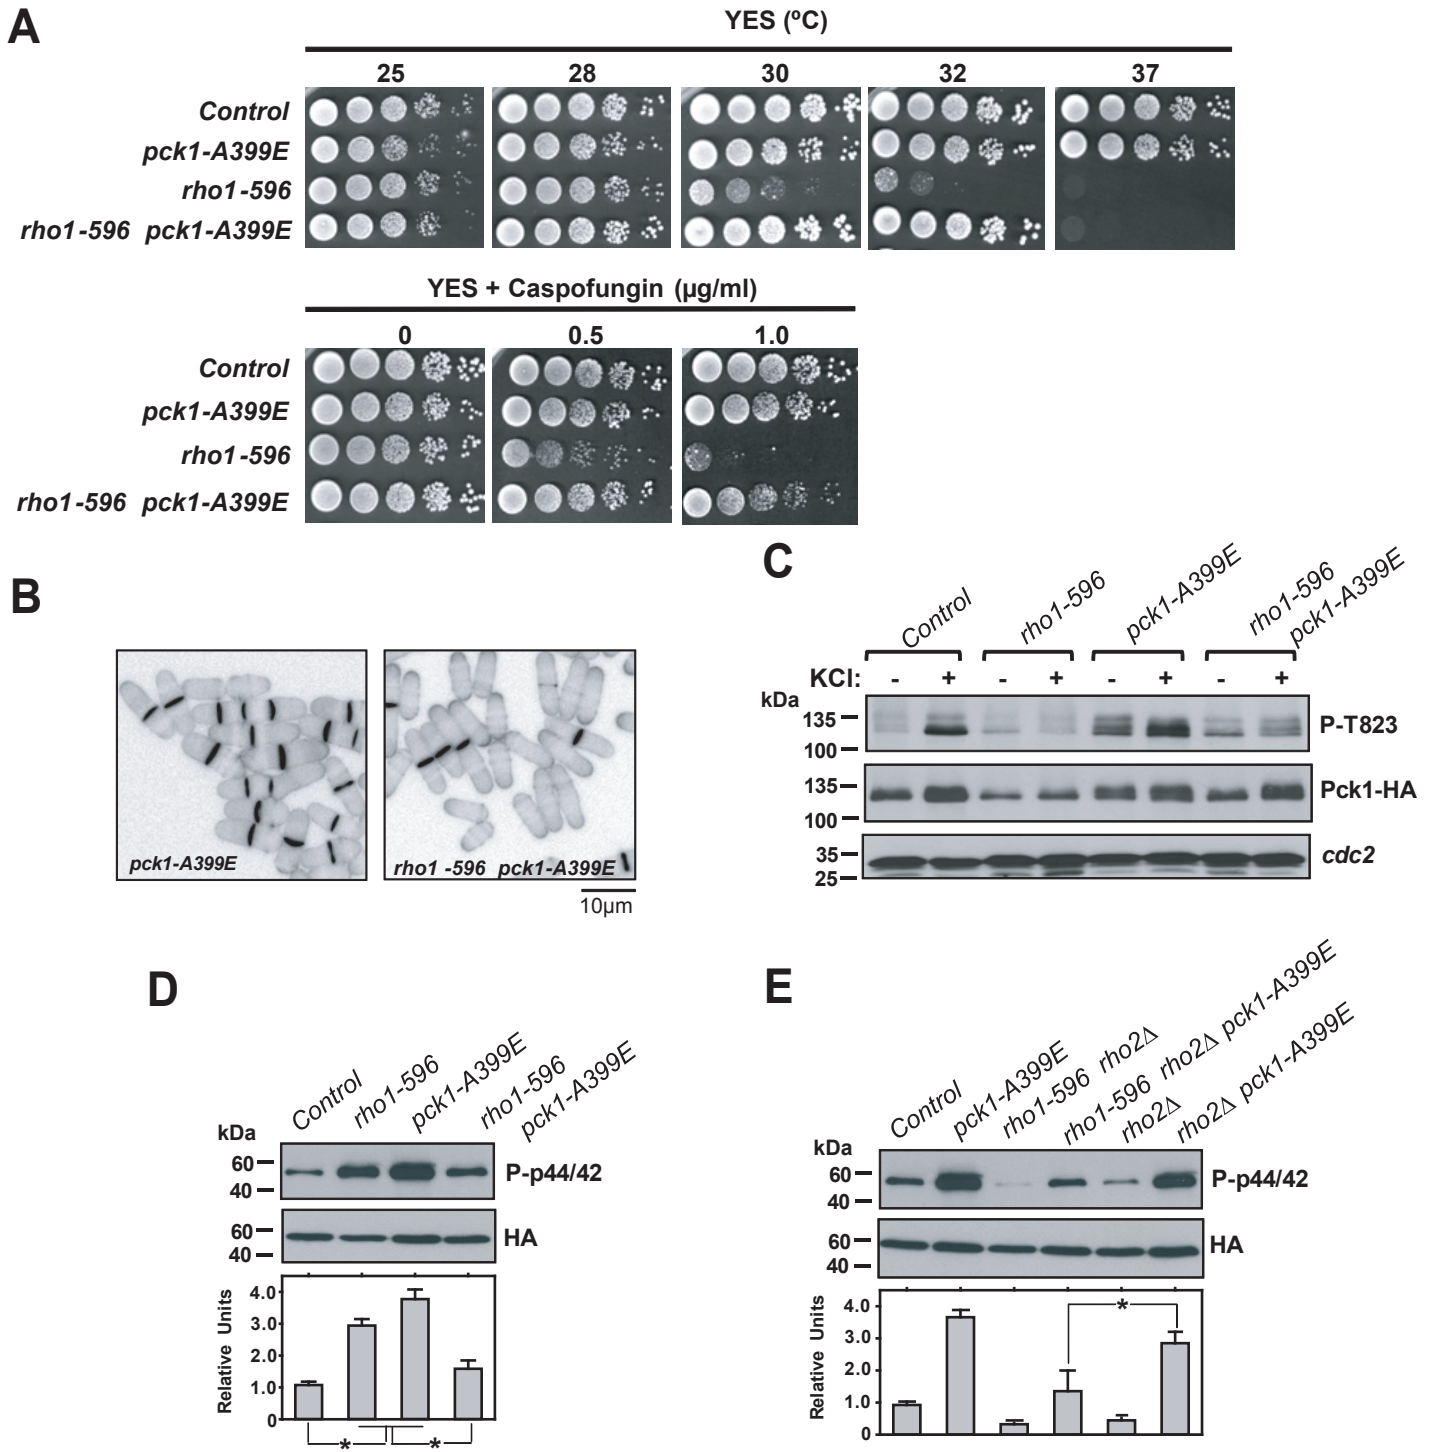 A
YES (ºC)
25 28 30 32 37
Control
pck1-A399E
rho1-596
rho1-596 pck1-A399E
YES + Caspofungin (µg/ml)
0 0.5 1.0
Control
pck1-A399E
rho1-596
rho1-596 pck1-A399E
B
pck1-A399E
rho1 -596 pck1-A399E
10µm
C
Control
rho1-596
pck1-A399E
rho1-596
pck1-A399E
KCl: - + - + - + - +
kDa
135
100
P-T823
135
100
Pck1-HA
35
25
cdc2
D
Control
rho1-596
pck1-A399E
rho1-596
pck1-A399E
kDa
60
40
P-p44/42
60
40
HA
Relative Units
4.0
3.0
2.0
1.0
0
* *
E
Control
pck1-A399E
rho1-596 rho2Δ
rho1-596 rho2Δ pck1-A399E
rho2Δ
rho2Δ pck1-A399E
kDa
60
40
P-p44/42
60
40
HA
Relative Units
4.0
3.0
2.0
1.0
0
*